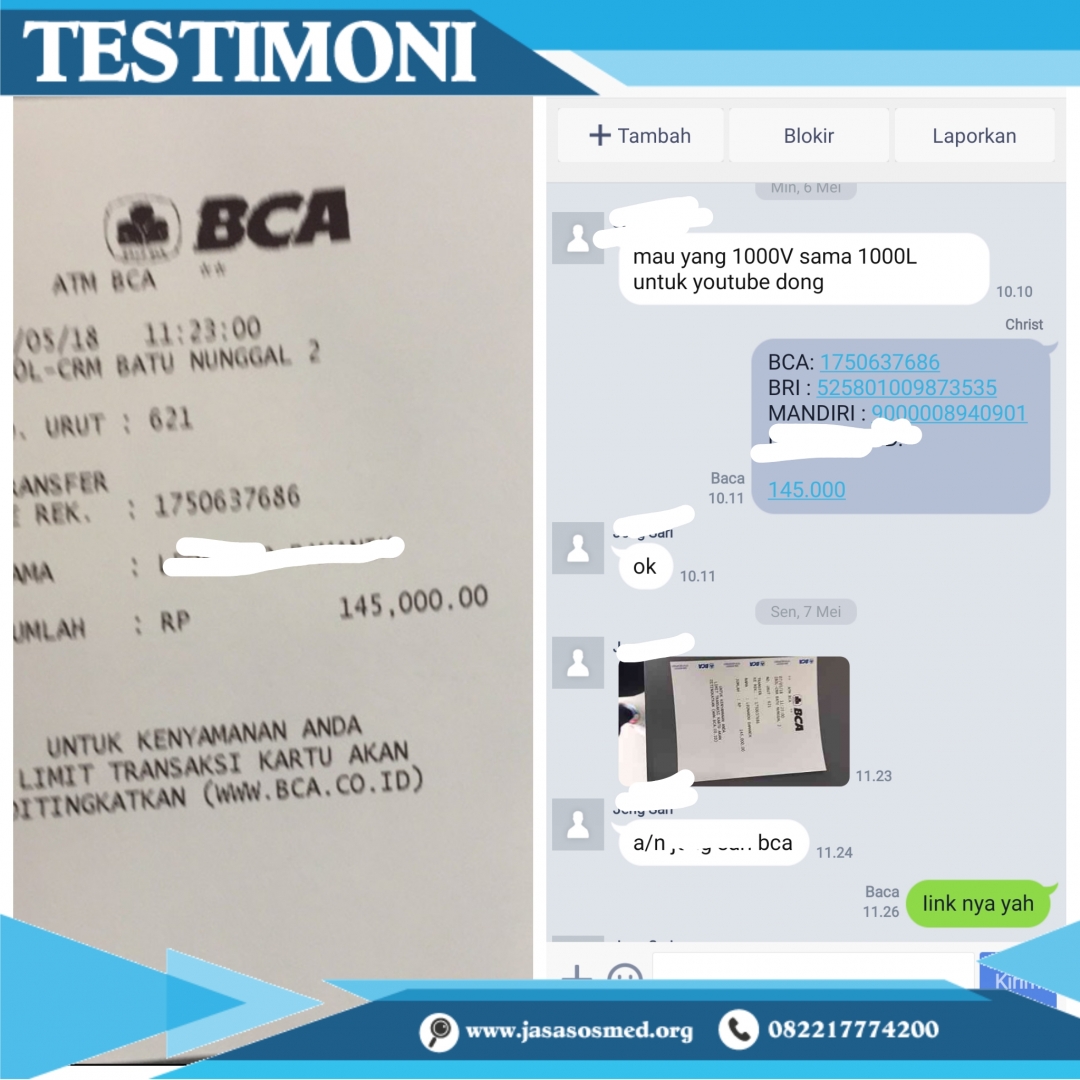 TESTIMONI
BCA
ATM BCA **
/05/18 11:23:00
OL-CRM BATU NUNGGAL 2
. URUT : 621
RANSFER
E REK. : 1750637686
AMA :
UMLAH : RP 145,000.00
UNTUK KENYAMANAN ANDA
LIMIT TRANSAKSI KARTU AKAN
DITINGKATKAN (WWW.BCA.CO.ID)
+ Tambah
Blokir
Laporkan
Min, 6 Mei
mau yang 1000V sama 1000L
untuk youtube dong
10.10
Christ
BCA: 1750637686
BRI : 525801009873535
MANDIRI : 9000008940901
145.000
Baca
10.11
ok
10.11
Sen, 7 Mei
BCA
11.23
a/n bca
11.24
Baca
11.26
link nya yah
Kirim
www.jasasosmed.org
082217774200